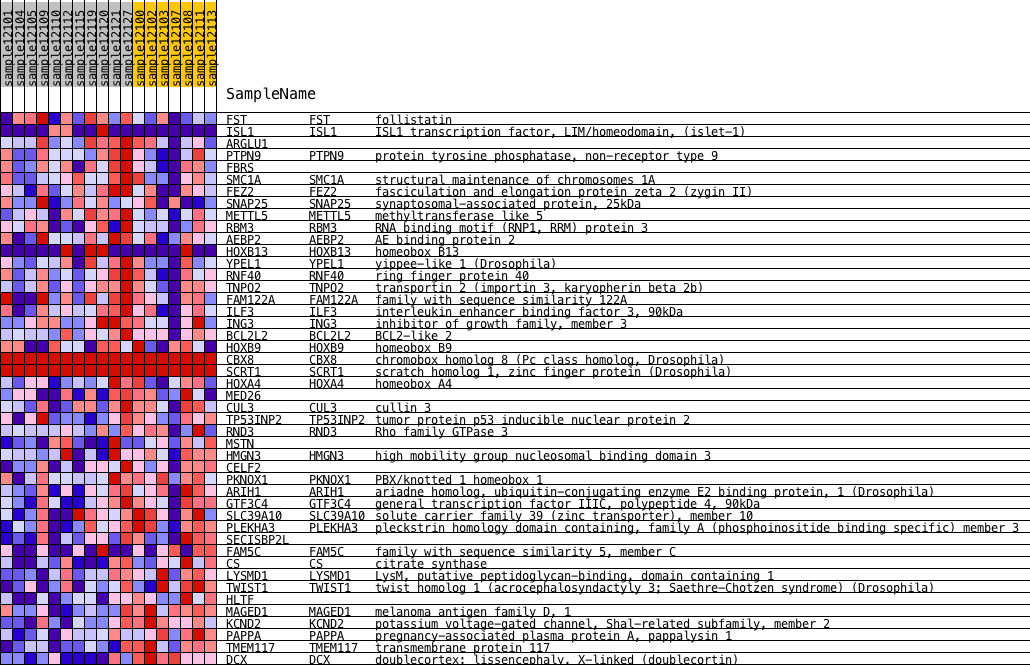 sample12101 sample12104 sample12105 sample12109 sample12110 sample12112 sample12115 sample12119 sample12120 sample12121 sample12127 sample12100 sample12102 sample12103 sample12107 sample12108 sample12111 sample12113
SampleName
FST FST follistatin
ISL1 ISL1 ISL1 transcription factor, LIM/homeodomain, (islet-1)
ARGLU1
PTPN9 PTPN9 protein tyrosine phosphatase, non-receptor type 9
FBRS
SMC1A SMC1A structural maintenance of chromosomes 1A
FEZ2 FEZ2 fasciculation and elongation protein zeta 2 (zygin II)
SNAP25 SNAP25 synaptosomal-associated protein, 25kDa
METTL5 METTL5 methyltransferase like 5
RBM3 RBM3 RNA binding motif (RNP1, RRM) protein 3
AEBP2 AEBP2 AE binding protein 2
HOXB13 HOXB13 homeobox B13
YPEL1 YPEL1 yippee-like 1 (Drosophila)
RNF40 RNF40 ring finger protein 40
TNPO2 TNPO2 transportin 2 (importin 3, karyopherin beta 2b)
FAM122A FAM122A family with sequence similarity 122A
ILF3 ILF3 interleukin enhancer binding factor 3, 90kDa
ING3 ING3 inhibitor of growth family, member 3
BCL2L2 BCL2L2 BCL2-like 2
HOXB9 HOXB9 homeobox B9
CBX8 CBX8 chromobox homolog 8 (Pc class homolog, Drosophila)
SCRT1 SCRT1 scratch homolog 1, zinc finger protein (Drosophila)
HOXA4 HOXA4 homeobox A4
MED26
CUL3 CUL3 cullin 3
TP53INP2 TP53INP2 tumor protein p53 inducible nuclear protein 2
RND3 RND3 Rho family GTPase 3
MSTN
HMGN3 HMGN3 high mobility group nucleosomal binding domain 3
CELF2
PKNOX1 PKNOX1 PBX/knotted 1 homeobox 1
ARIH1 ARIH1 ariadne homolog, ubiquitin-conjugating enzyme E2 binding protein, 1 (Drosophila)
GTF3C4 GTF3C4 general transcription factor IIIC, polypeptide 4, 90kDa
SLC39A10 SLC39A10 solute carrier family 39 (zinc transporter), member 10
PLEKHA3 PLEKHA3 pleckstrin homology domain containing, family A (phosphoinositide binding specific) member 3
SECISBP2L
FAM5C FAM5C family with sequence similarity 5, member C
CS CS citrate synthase
LYSMD1 LYSMD1 LysM, putative peptidoglycan-binding, domain containing 1
TWIST1 TWIST1 twist homolog 1 (acrocephalosyndactyly 3; Saethre-Chotzen syndrome) (Drosophila)
HLTF
MAGED1 MAGED1 melanoma antigen family D, 1
KCND2 KCND2 potassium voltage-gated channel, Shal-related subfamily, member 2
PAPPA PAPPA pregnancy-associated plasma protein A, pappalysin 1
TMEM117 TMEM117 transmembrane protein 117
DCX DCX doublecortex; lissencephaly, X-linked (doublecortin)